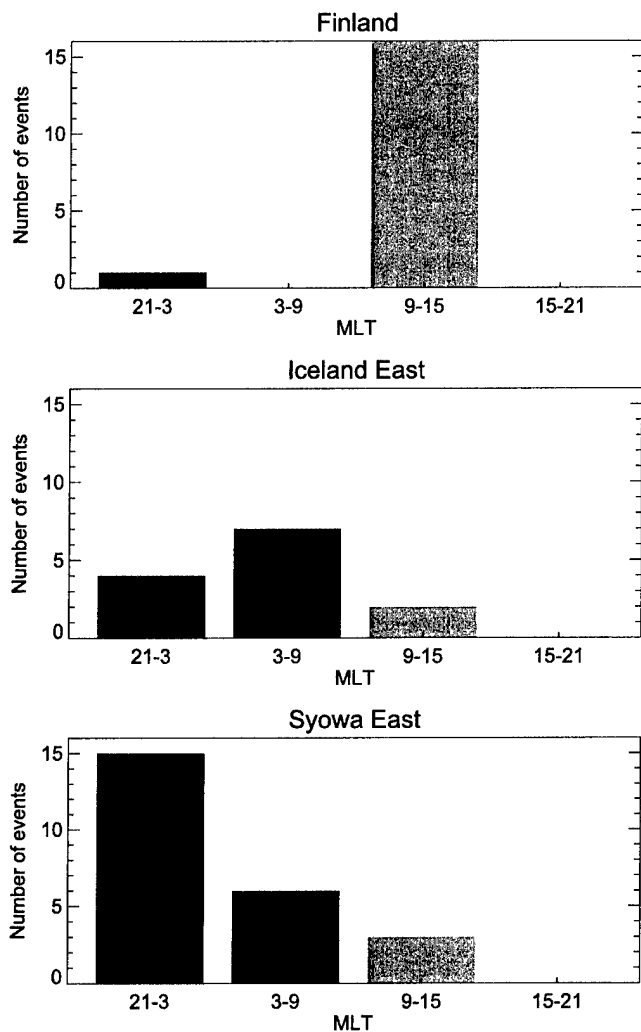 Finland
Number of events
15
10
5
0
21-3 3-9 9-15 15-21
MLT
Iceland East
Number of events
15
10
5
0
21-3 3-9 9-15 15-21
MLT
Syowa East
Number of events
15
10
5
0
21-3 3-9 9-15 15-21
MLT